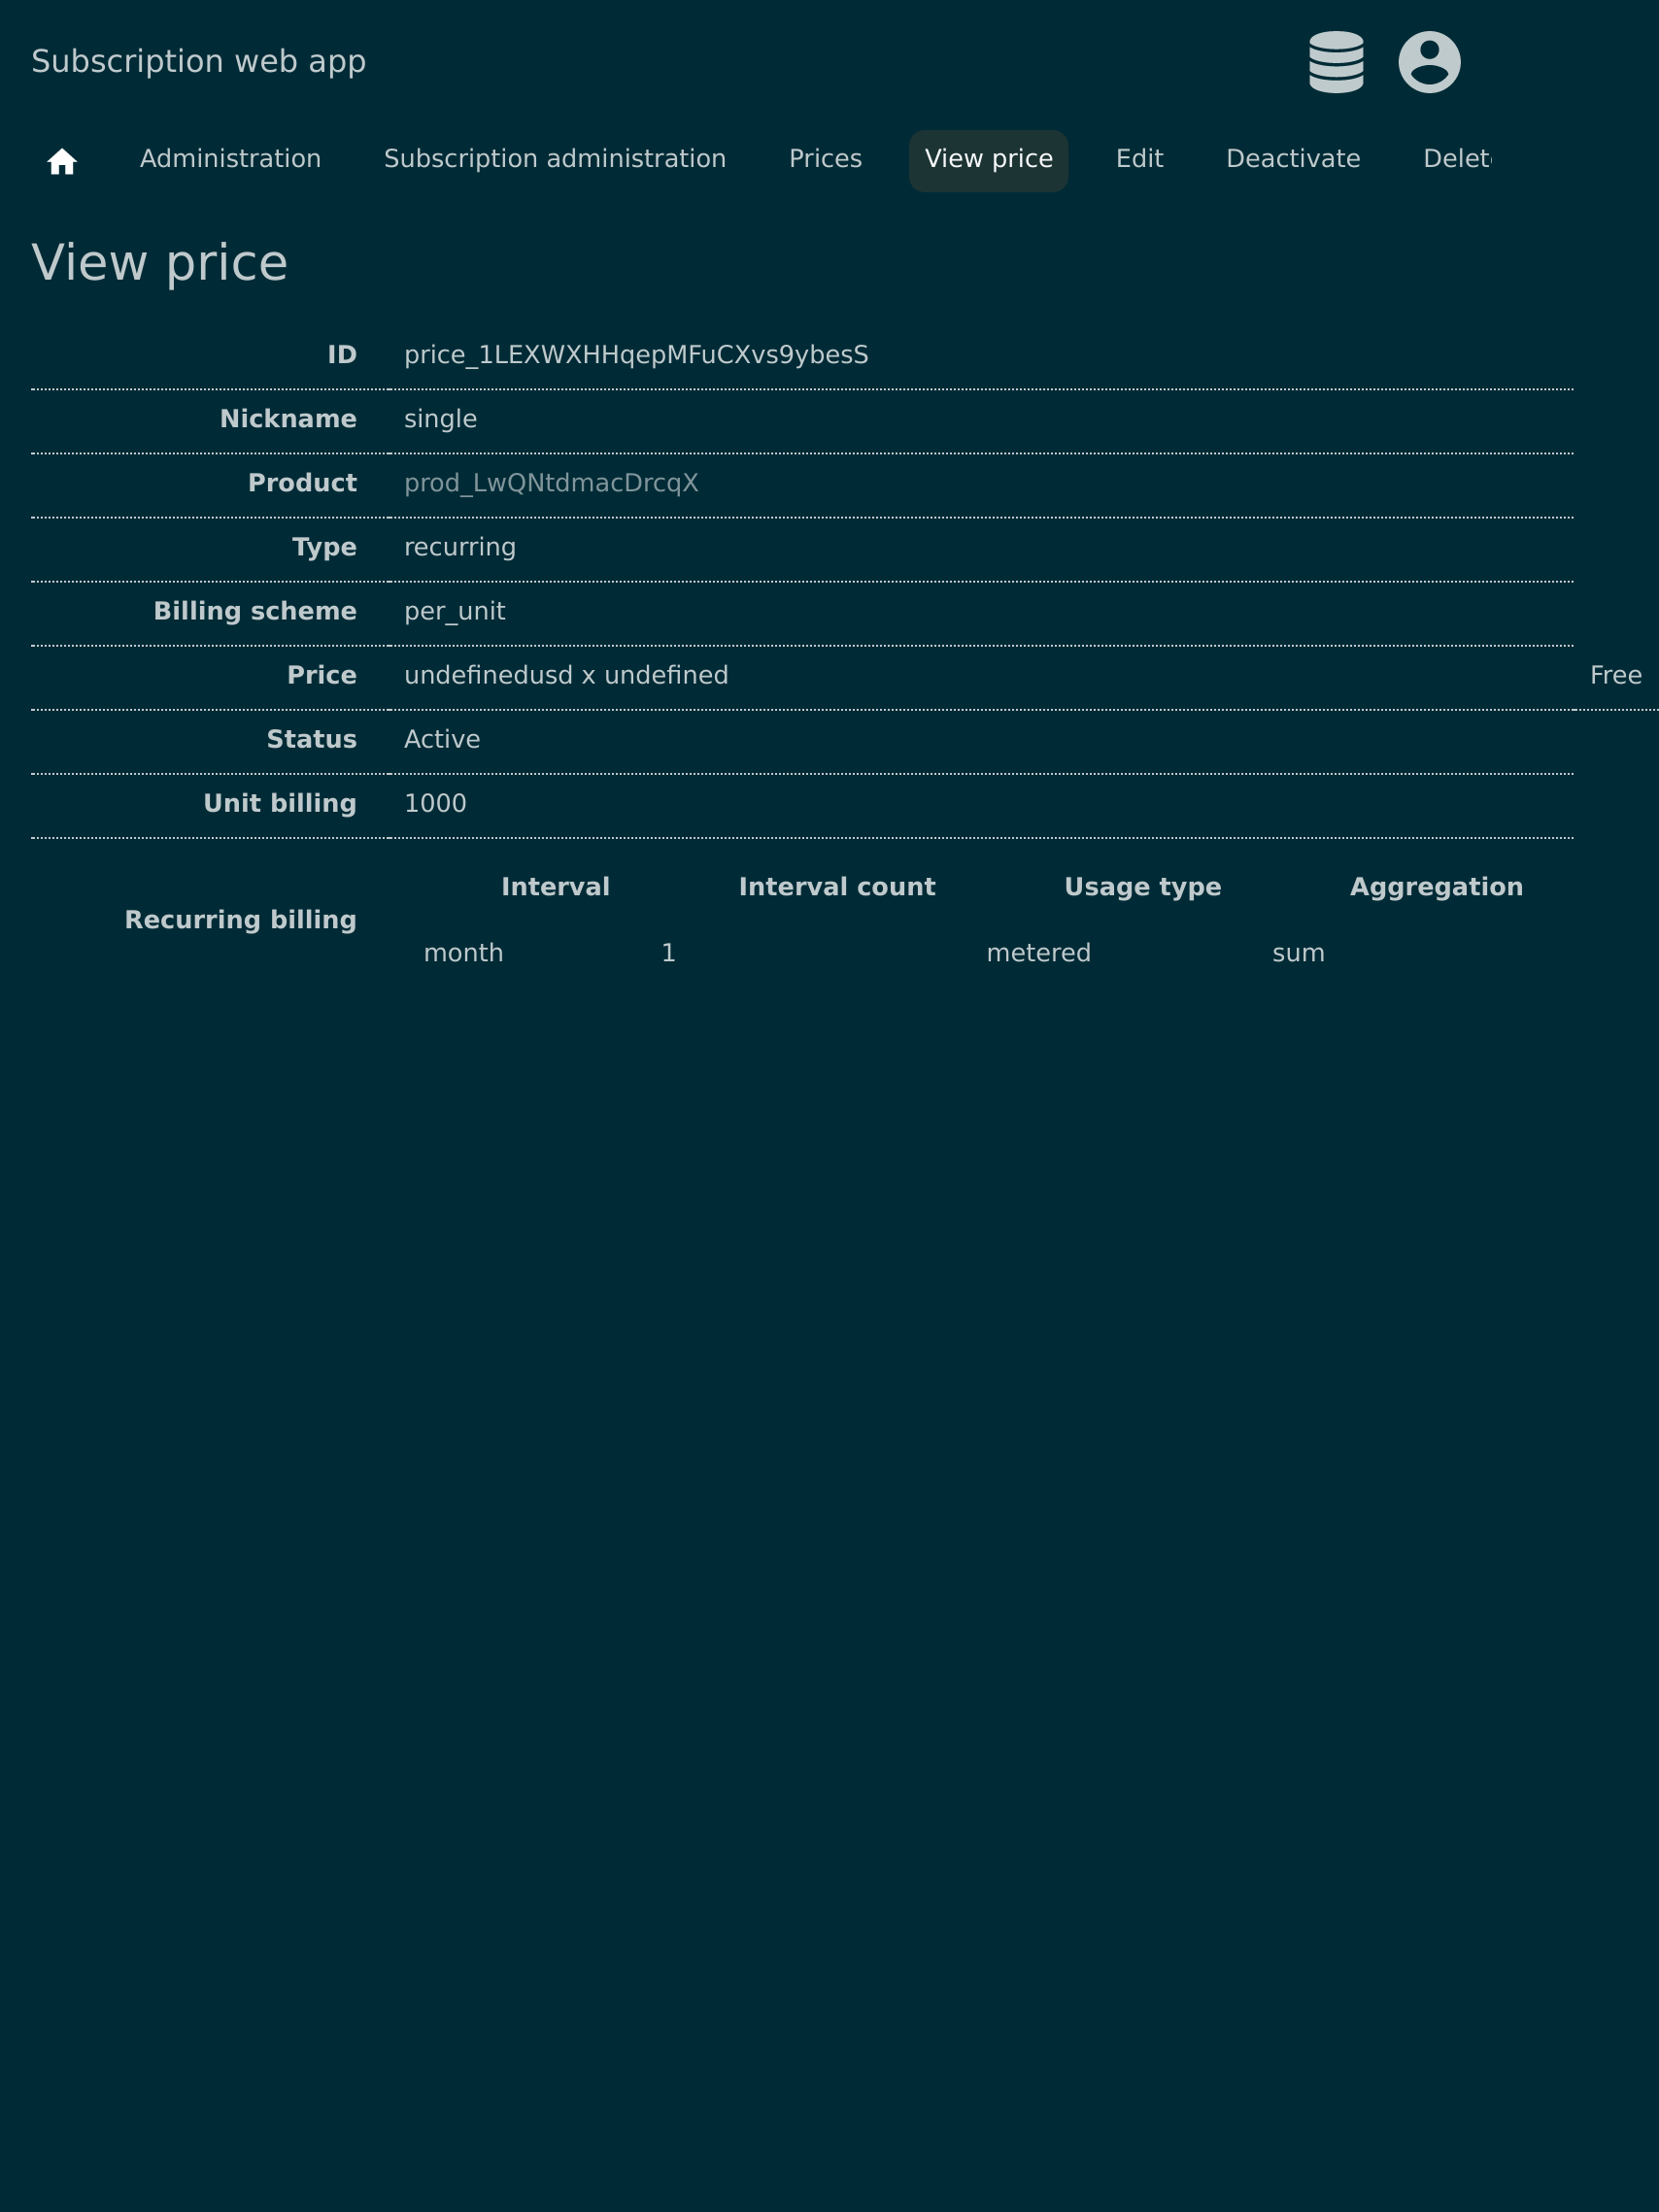 Subscription web app
Administration Subscription administration Prices View price Edit Deactivate Delet
View price
ID price_1LEXWXHHqepMFuCXvs9ybesS
Nickname single
Product prod_LwQNtdmacDrcqX
Type recurring
Billing scheme per_unit
Price undefinedusd x undefined Free
Status Active
Unit billing 1000
Interval Interval count Usage type Aggregation
Recurring billing
month 1 metered sum